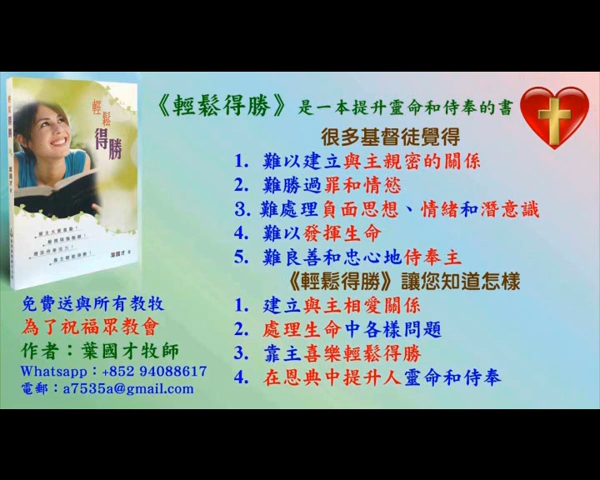 輕鬆
得勝
葉國才 著
《輕鬆得勝》是一本提升靈命和侍奉的書
很多基督徒覺得
1. 難以建立與主親密的關係
2. 難勝過罪和情慾
3. 難處理負面思想、情緒和潛意識
4. 難以發揮生命
5. 難良善和忠心地侍奉主
《輕鬆得勝》讓您知道怎樣
1. 建立與主相愛關係
2. 處理生命中各樣問題
3. 靠主喜樂輕鬆得勝
4. 在恩典中提升人靈命和侍奉
免費送與所有教牧
為了祝福眾教會
作者：葉國才牧師
Whatsapp：+852 94088617
電郵：a7535a@gmail.com